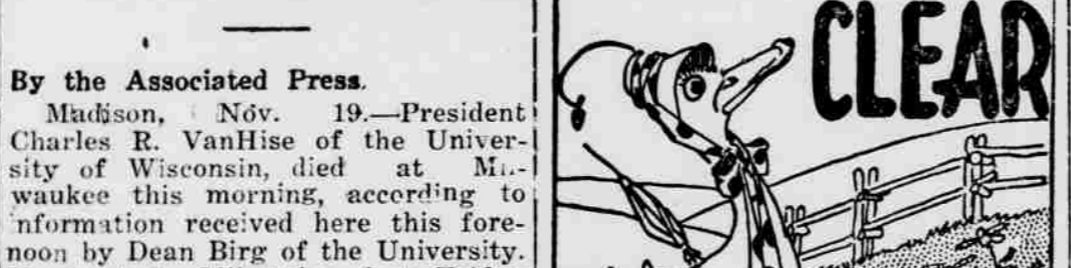 By the Associated Press.
Madison, Nov. 19.—President
Charles R. VanHise of the Univer-
sity of Wisconsin, died at Mil-
waukee this morning, according to
information received here this fore-
noon by Dean Birg of the University.
CLEAR